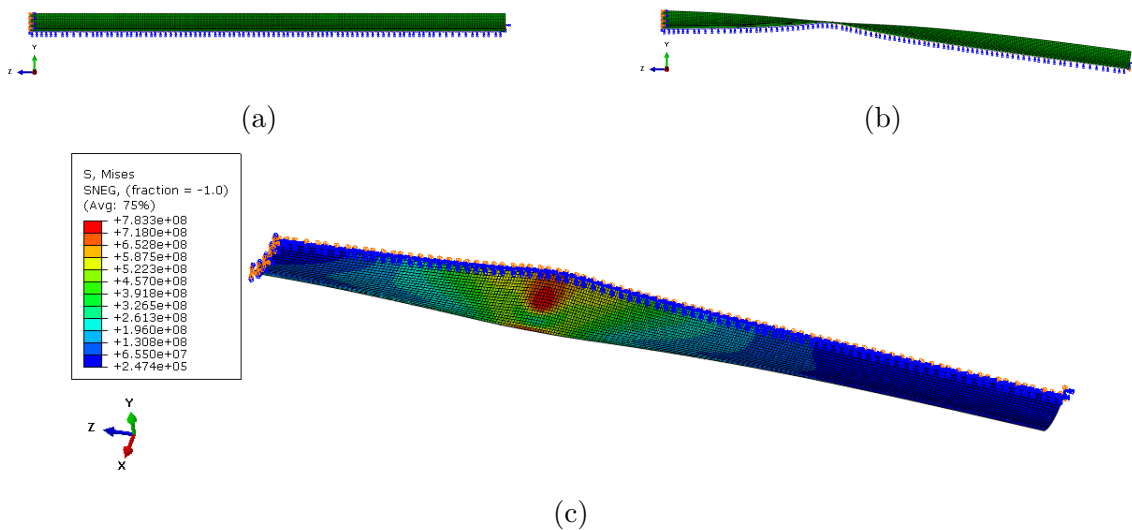 Y
Z
(a)
Y
Z
(b)
S, Mises
SNEG, (fraction = -1.0)
(Avg: 75%)
+7.833e+08
+7.180e+08
+6.528e+08
+5.875e+08
+5.223e+08
+4.570e+08
+3.918e+08
+3.265e+08
+2.613e+08
+1.960e+08
+1.308e+08
+6.550e+07
+2.474e+05
Y
Z
X
(c)